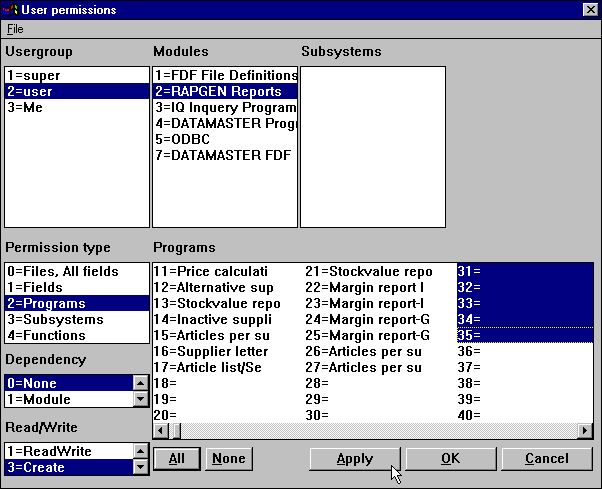 User permissions
File
Usergroup Modules Subsystems
1=super
2=user
3=Me
1=FDF File Definitions
2=RAPGEN Reports
3=IQ Inquery Program
4=DATAMASTER Progr
5=ODBC
7=DATAMASTER FDF
Permission type
0=Files, All fields
1=Fields
2=Programs
3=Subsystems
4=Functions
Dependency
0=None
1=Module
Read/Write
1=ReadWrite
3=Create
Programs
11=Price calculati 21=Stockvalue repo 31=
12=Alternative sup 22=Margin report I 32=
13=Stockvalue repo 23=Margin report-I 33=
14=Inactive suppli 24=Margin report-G 34=
15=Articles per su 25=Margin report-G 35=
16=Supplier letter 26=Articles per su 36=
17=Article list/Se 27=Articles per su 37=
18= 28= 38=
19= 29= 39=
20= 30= 40=
All None Apply OK Cancel